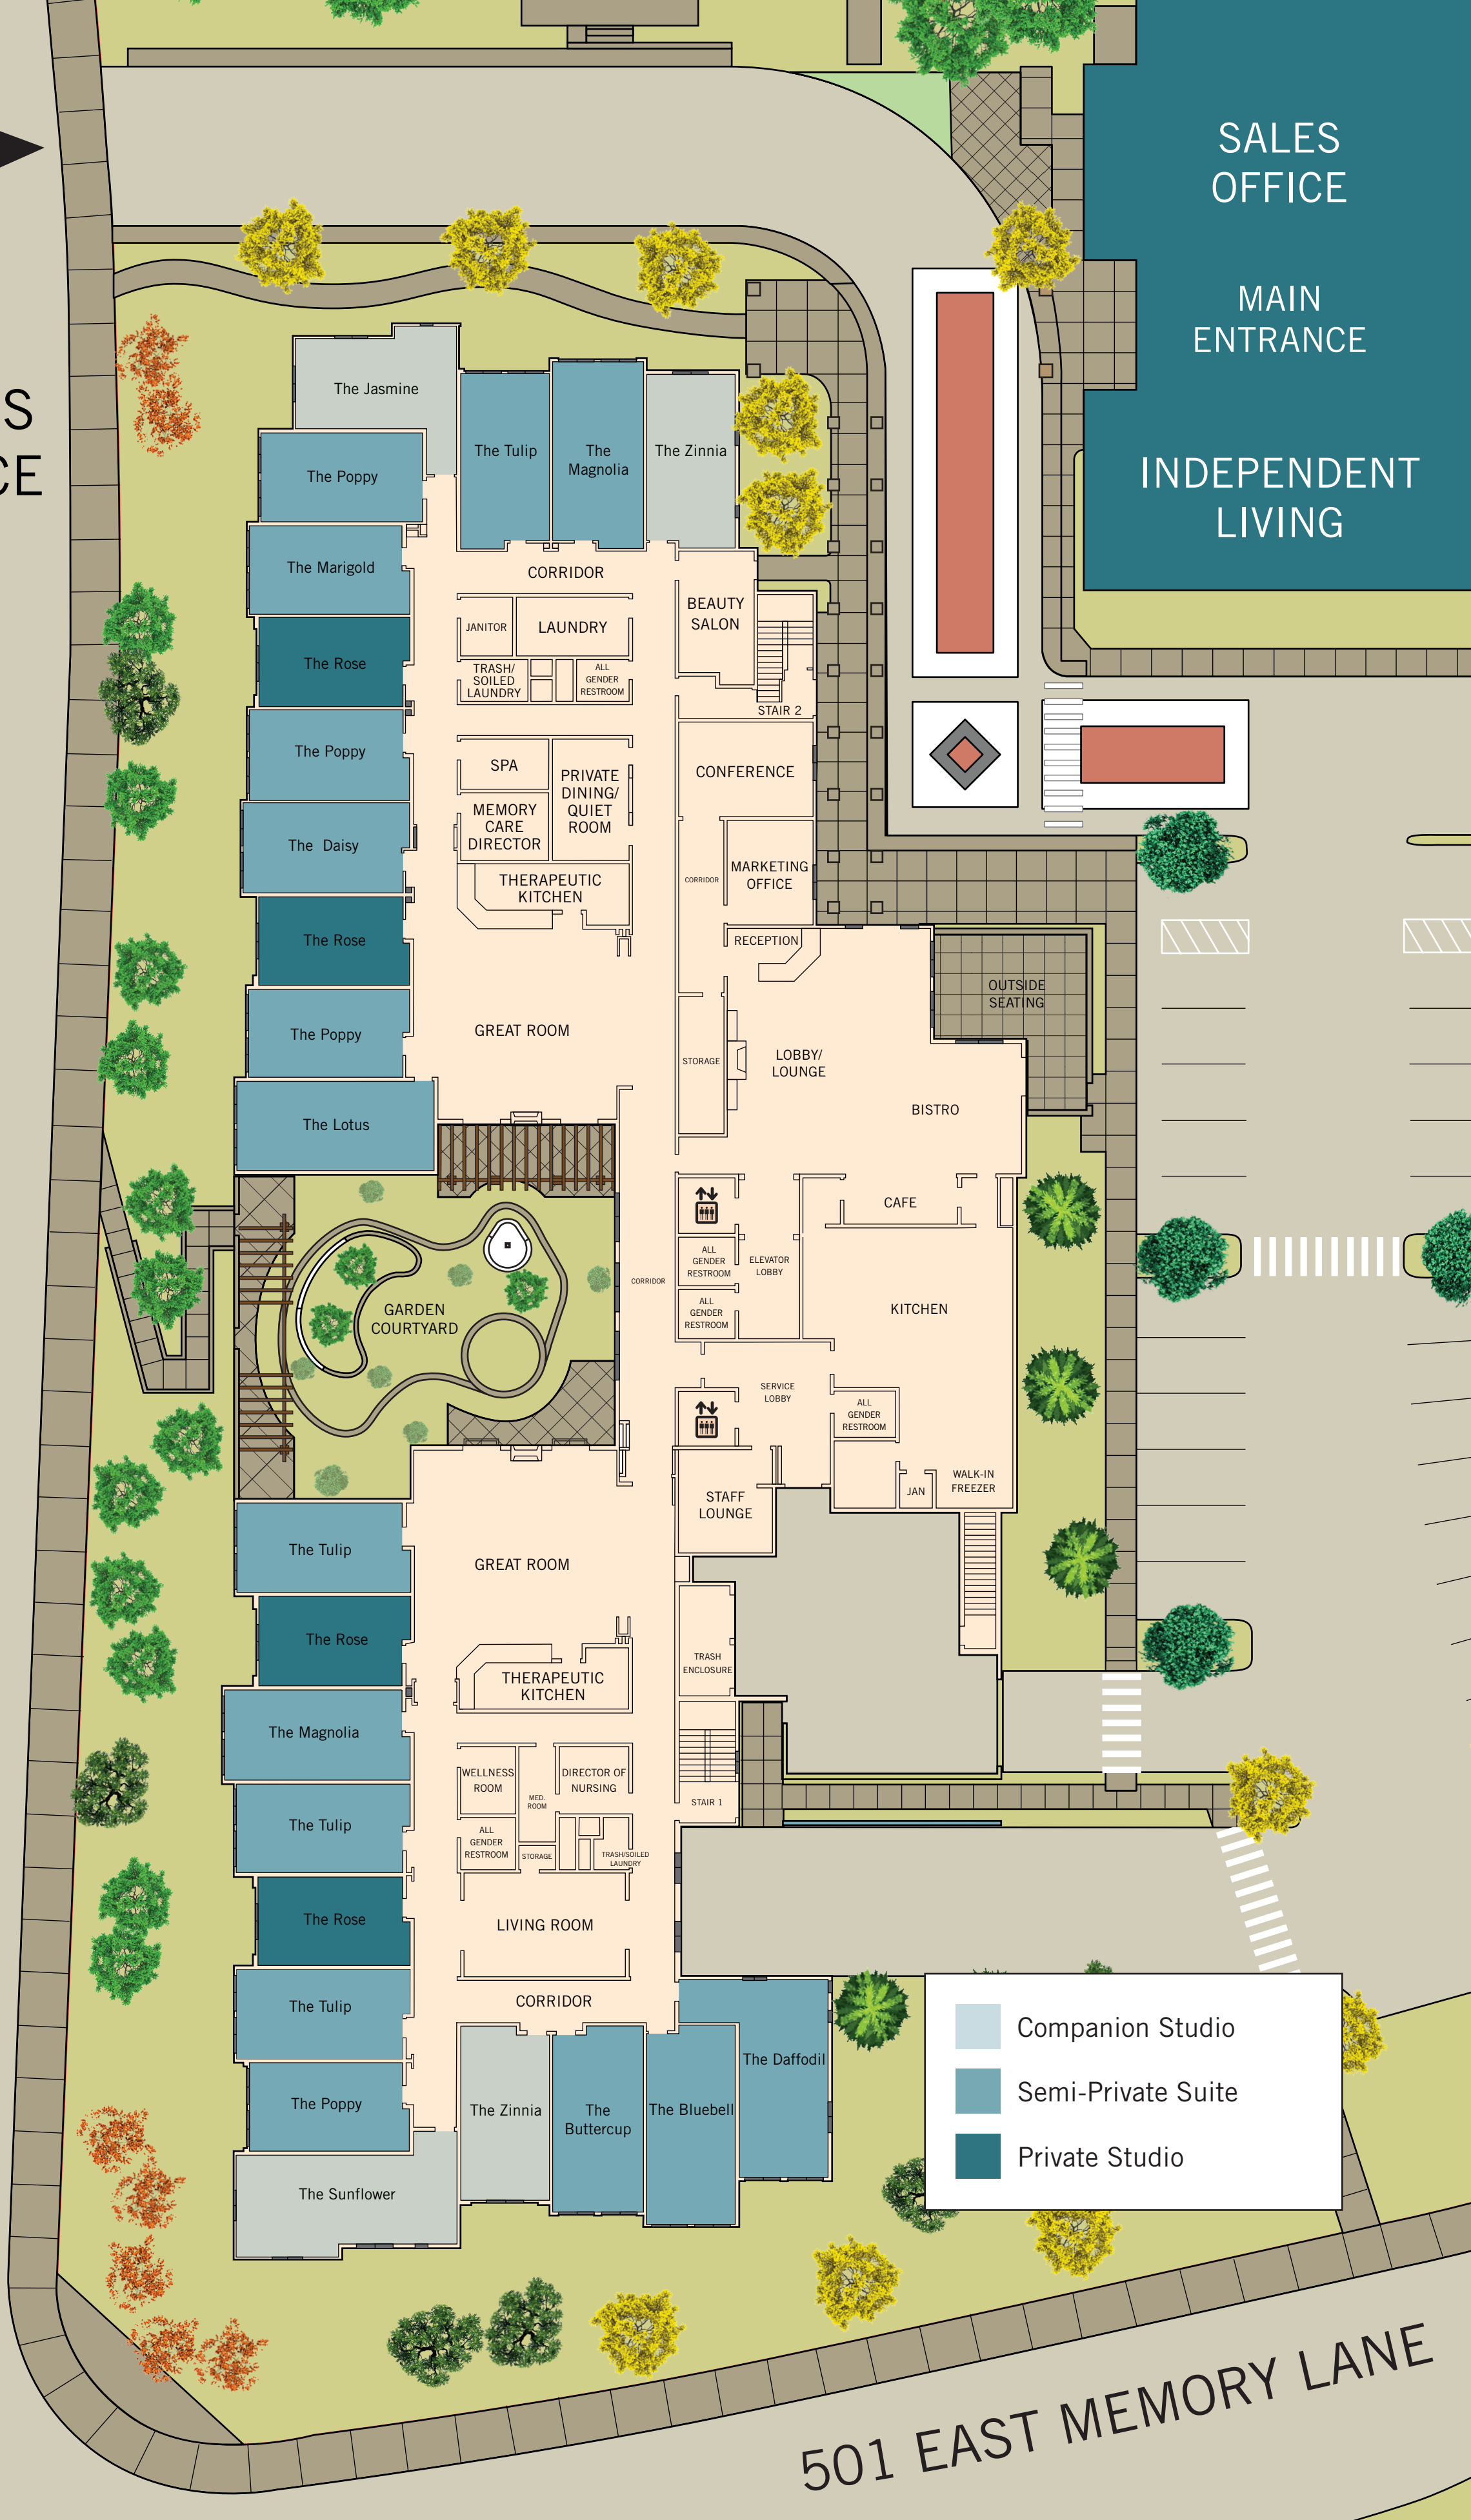 SALES
OFFICE
MAIN
ENTRANCE
INDEPENDENT
LIVING
S
CE
The Jasmine
The Tulip
The
Magnolia
The Zinnia
The Poppy
The Marigold
CORRIDOR
BEAUTY
SALON
JANITOR
LAUNDRY
The Rose
TRASH/
SOILED
LAUNDRY
ALL
GENDER
RESTROOM
STAIR 2
The Poppy
SPA
PRIVATE
DINING/
QUIET
ROOM
CONFERENCE
MEMORY
CARE
DIRECTOR
The Daisy
THERAPEUTIC
KITCHEN
CORRIDOR
MARKETING
OFFICE
The Rose
RECEPTION
OUTSIDE
SEATING
The Poppy
GREAT ROOM
STORAGE
LOBBY/
LOUNGE
BISTRO
The Lotus
CAFE
ALL
GENDER
RESTROOM
ELEVATOR
LOBBY
CORRIDOR
ALL
GENDER
RESTROOM
KITCHEN
GARDEN
COURTYARD
SERVICE
LOBBY
ALL
GENDER
RESTROOM
WALK-IN
FREEZER
JAN
STAFF
LOUNGE
The Tulip
GREAT ROOM
The Rose
TRASH
ENCLOSURE
THERAPEUTIC
KITCHEN
The Magnolia
WELLNESS
ROOM
MED.
ROOM
DIRECTOR OF
NURSING
STAIR 1
The Tulip
ALL
GENDER
RESTROOM
STORAGE
TRASH/SOILED
LAUNDRY
The Rose
LIVING ROOM
The Tulip
CORRIDOR
The Daffodil
The Poppy
The Zinnia
The
Buttercup
The Bluebell
The Sunflower
Companion Studio
Semi-Private Suite
Private Studio
501 EAST MEMORY LANE